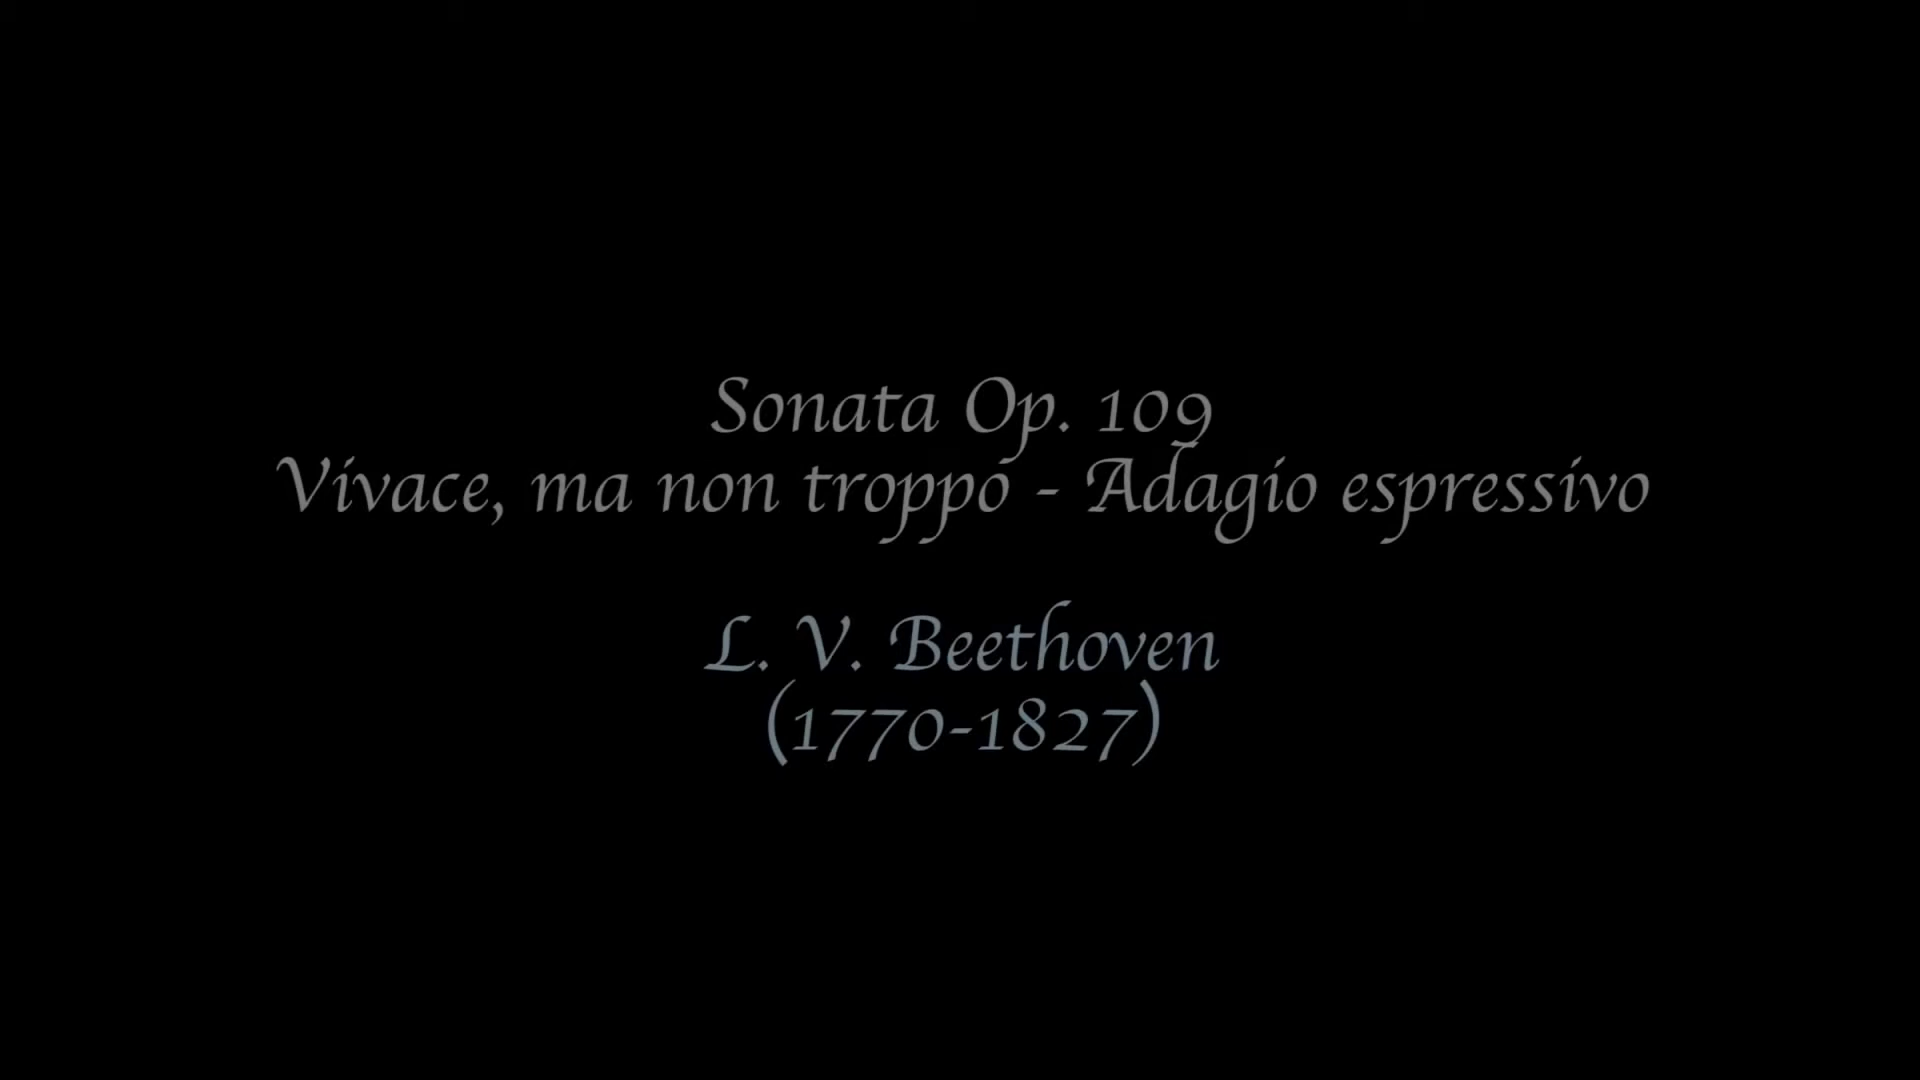 Sonata Op. 109
Vivace, ma non troppo - Adagio espressivo
L. V. Beethoven
(1770-1827)